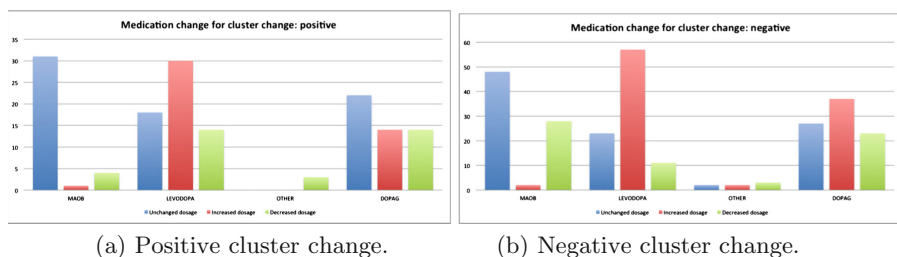 Medication change for cluster change: positive
35
30
25
20
15
10
5
0
MAOB LEVODOPA OTHER DOPAG
Unchanged dosage Increased dosage Decreased dosage
(a) Positive cluster change.
Medication change for cluster change: negative
60
50
40
30
20
10
0
MAOB LEVODOPA OTHER DOPAG
Unchanged dosage Increased dosage Decreased dosage
(b) Negative cluster change.